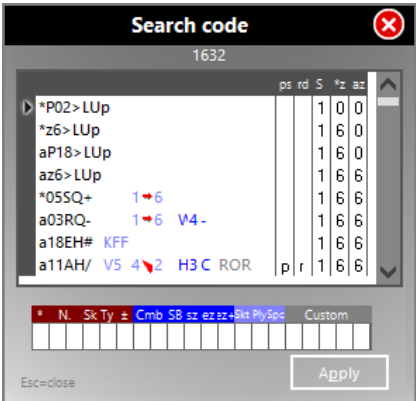 Search code
1632
ps rd S *z az
*P02>LUp 1 0 0
*z6>LUp 1 6 0
aP18>LUp 1 6 0
az6>LUp 1 6 0
*05SQ+ 1 6 1 6 6
a03RQ- 1 6 V4 - 1 6 6
a18EH# KFF 1 6 6
a11AH/ V5 4 2 H3 C ROR p r 1 6 6
* N. Sk Ty ± Cmb SB sz ez ez+ Skt Ply Spc Custom
Esc=close
Apply